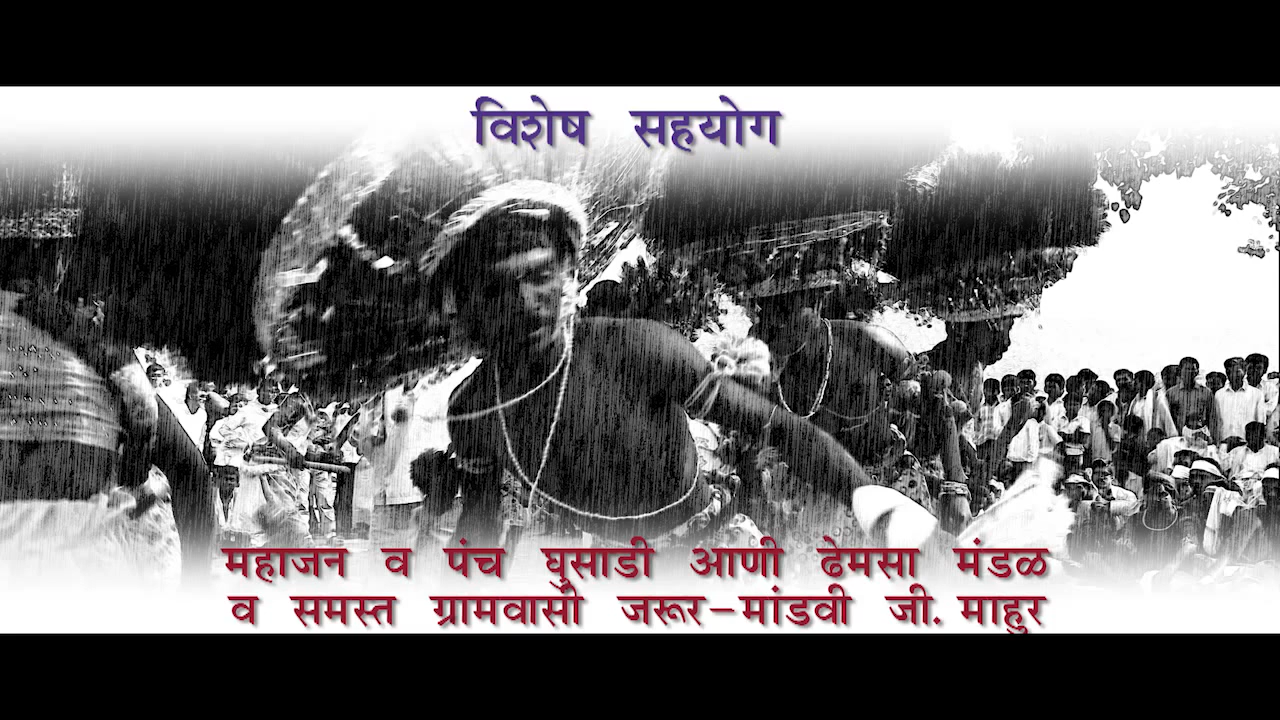 विशेष सहयोग
महाजन व पंच घुसाडी आणी ढेमसा मंडळ
व समस्त ग्रामवासी जरूर-मांडवी जी. माहुर